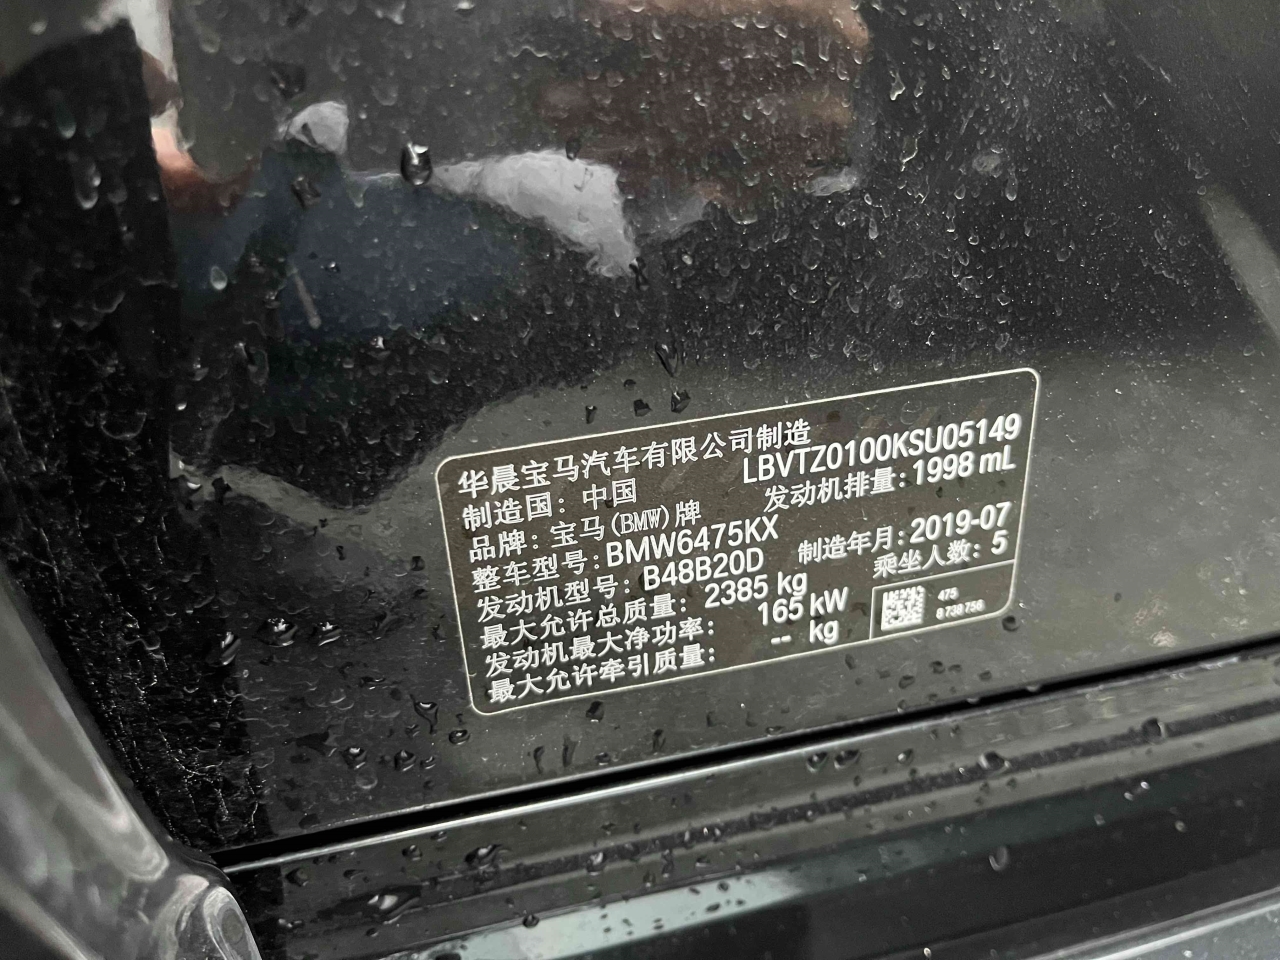 华晨宝马汽车有限公司制造
制造国：中国 LBVTZ0100KSU05149
品牌：宝马(BMW)牌 发动机排量：1998 mL
整车型号：BMW6475KX
发动机型号：B48B20D 制造年月：2019-07
最大允许总质量：2385 kg 乘坐人数：5
发动机最大净功率：165 kW
最大允许牵引质量：-- kg
475
8 738 756